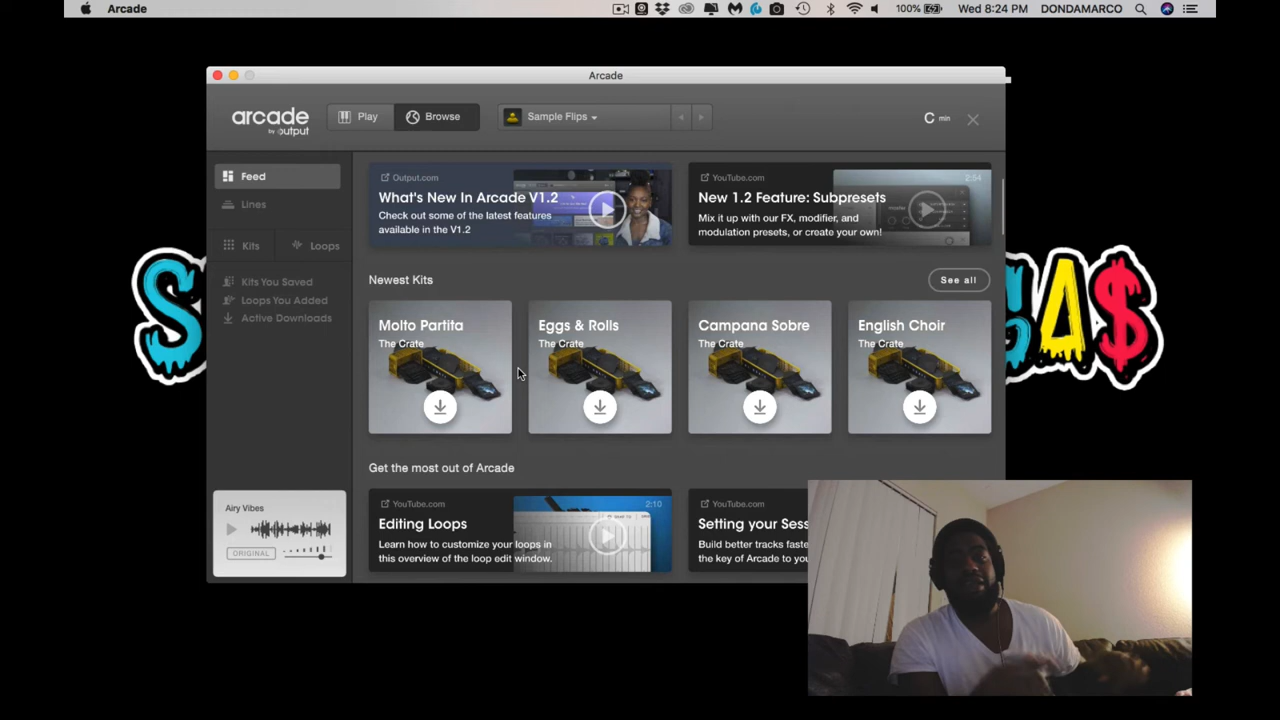 Arcade
100%
Wed 8:24 PM
DONDAMARCO
Arcade
arcade
by output
Play
Browse
Sample Flips
C min
Feed
Lines
Kits
Loops
Kits You Saved
Loops You Added
Active Downloads
Output.com
What's New In Arcade V1.2
Check out some of the latest features
available in the V1.2
YouTube.com
2:54
New 1.2 Feature: Subpresets
Mix it up with our FX, modifier, and
modulation presets, or create your own!
Newest Kits
See all
Molto Partita
The Crate
Eggs & Rolls
The Crate
Campana Sobre
The Crate
English Choir
The Crate
Get the most out of Arcade
YouTube.com
2:10
Editing Loops
Learn how to customize your loops in
this overview of the loop edit window.
YouTube.com
Setting your Sess
Build better tracks faste
the key of Arcade to yo
Airy Vibes
ORIGINAL